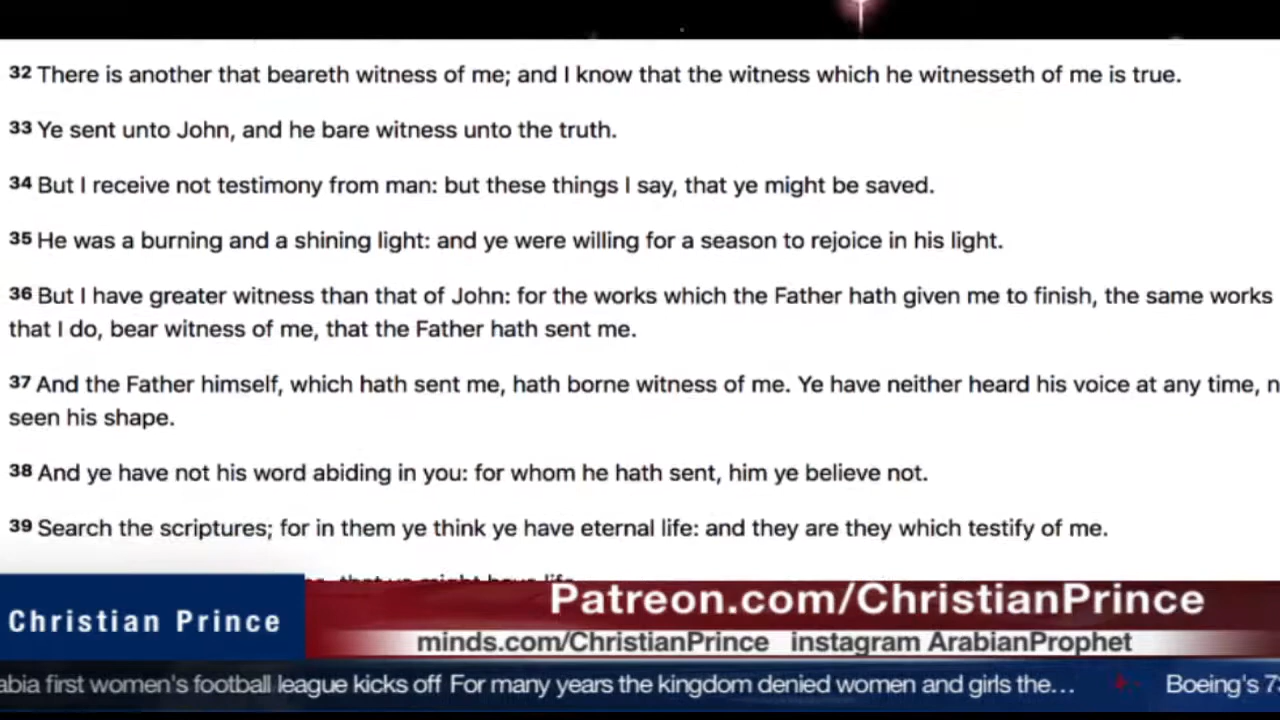 32 There is another that beareth witness of me; and I know that the witness which he witnesseth of me is true.
33 Ye sent unto John, and he bare witness unto the truth.
34 But I receive not testimony from man: but these things I say, that ye might be saved.
35 He was a burning and a shining light: and ye were willing for a season to rejoice in his light.
36 But I have greater witness than that of John: for the works which the Father hath given me to finish, the same works
that I do, bear witness of me, that the Father hath sent me.
37 And the Father himself, which hath sent me, hath borne witness of me. Ye have neither heard his voice at any time, n
seen his shape.
38 And ye have not his word abiding in you: for whom he hath sent, him ye believe not.
39 Search the scriptures; for in them ye think ye have eternal life: and they are they which testify of me.
that ye might have life
Christian Prince
Patreon.com/ChristianPrince
minds.com/ChristianPrince instagram ArabianProphet
abia first women's football league kicks off For many years the kingdom denied women and girls the... Boeing's 7